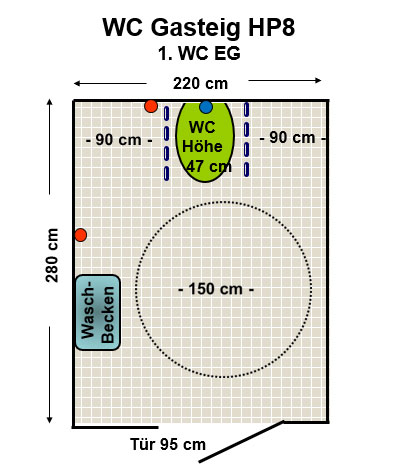 WC Gasteig HP8
1. WC EG
220 cm
- 90 cm -
WC
Höhe
47 cm
- 90 cm -
280 cm
- 150 cm -
Wasch-
Becken
Tür 95 cm